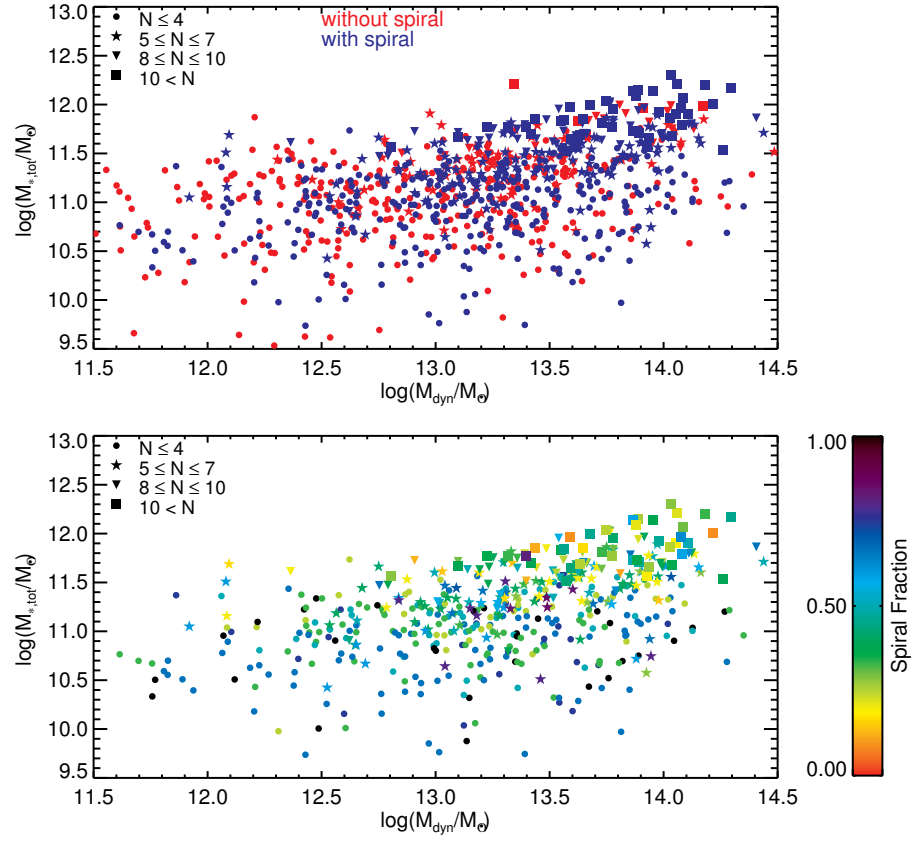 13.0
12.5
12.0
11.5
11.0
10.5
10.0
9.5
log(M*,tot/M⊙)
N ≤ 4
5 ≤ N ≤ 7
8 ≤ N ≤ 10
10 < N
without spiral
with spiral
11.5 12.0 12.5 13.0 13.5 14.0 14.5
log(Mdyn/M⊙)
13.0
12.5
12.0
11.5
11.0
10.5
10.0
9.5
log(M*,tot/M⊙)
N ≤ 4
5 ≤ N ≤ 7
8 ≤ N ≤ 10
10 < N
11.5 12.0 12.5 13.0 13.5 14.0 14.5
log(Mdyn/M⊙)
1.00
0.50
0.00
Spiral Fraction